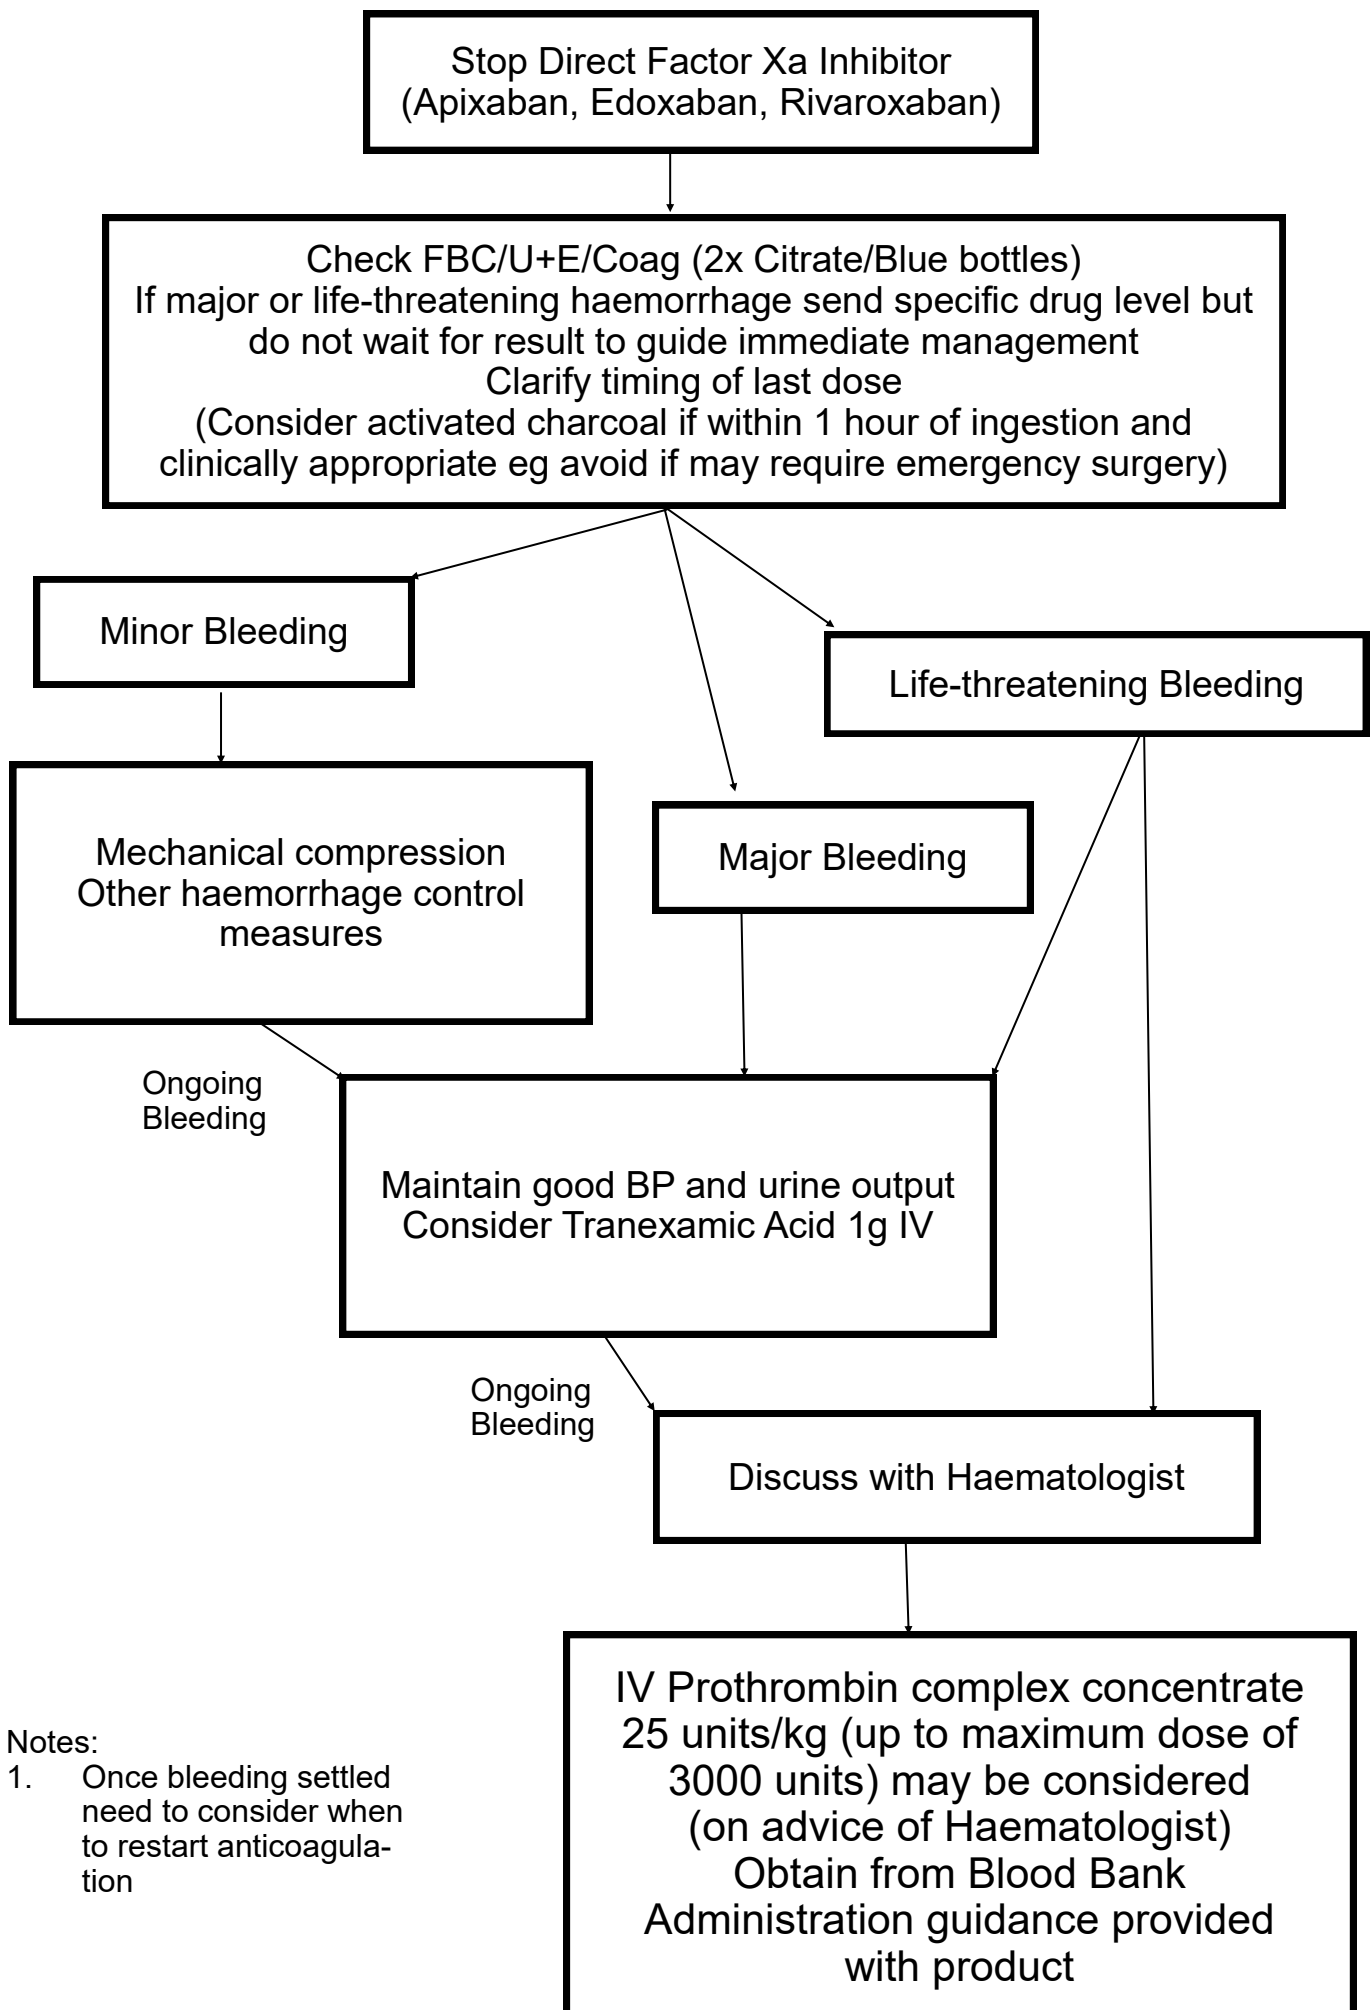 Stop Direct Factor Xa Inhibitor
(Apixaban, Edoxaban, Rivaroxaban)
Check FBC/U+E/Coag (2x Citrate/Blue bottles)
If major or life-threatening haemorrhage send specific drug level but
do not wait for result to guide immediate management
Clarify timing of last dose
(Consider activated charcoal if within 1 hour of ingestion and
clinically appropriate eg avoid if may require emergency surgery)
Minor Bleeding
Life-threatening Bleeding
Mechanical compression
Other haemorrhage control
measures
Major Bleeding
Ongoing
Bleeding
Maintain good BP and urine output
Consider Tranexamic Acid 1g IV
Ongoing
Bleeding
Discuss with Haematologist
IV Prothrombin complex concentrate
25 units/kg (up to maximum dose of
3000 units) may be considered
(on advice of Haematologist)
Obtain from Blood Bank
Administration guidance provided
with product
Notes:
1. Once bleeding settled
need to consider when
to restart anticoagula-
tion